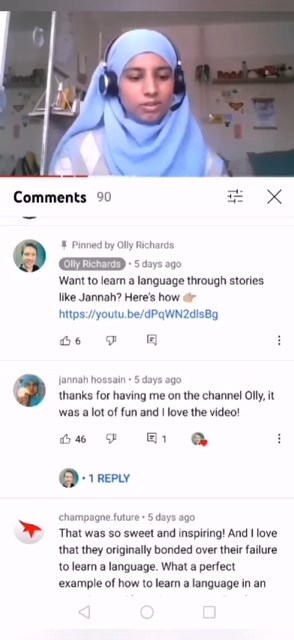 Comments 90
Pinned by Olly Richards
Olly Richards • 5 days ago
Want to learn a language through stories
like Jannah? Here's how 👉🏼
https://youtu.be/dPqWN2dlsBg
6
jannah hossain • 5 days ago
thanks for having me on the channel Olly, it
was a lot of fun and I love the video!
46 1
• 1 REPLY
champagne.future • 5 days ago
That was so sweet and inspiring! And I love
that they originally bonded over their failure
to learn a language. What a perfect
example of how to learn a language in an